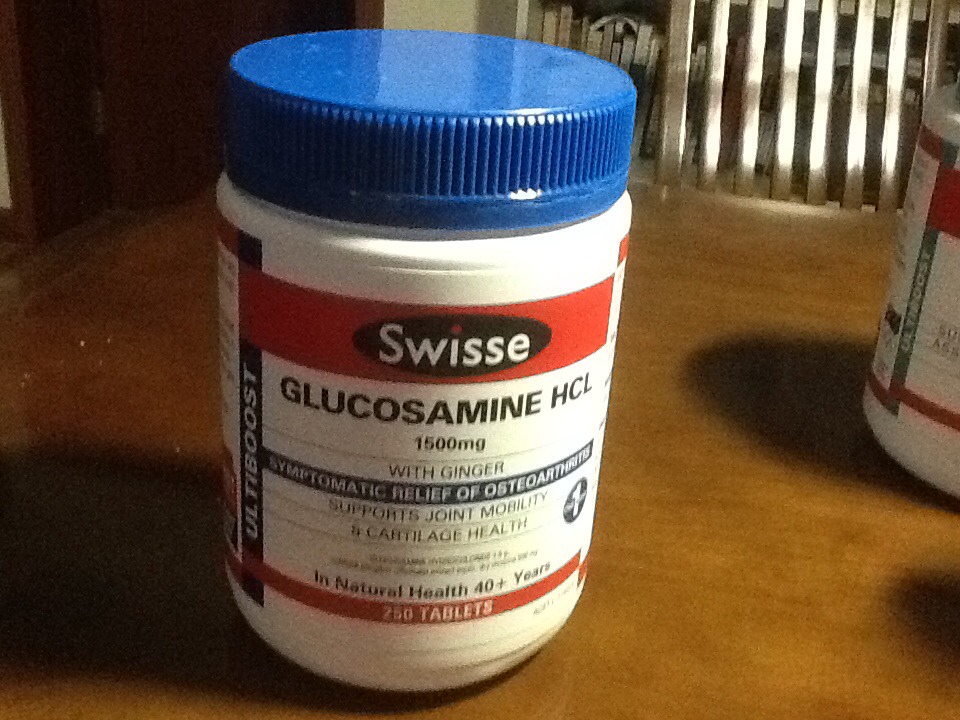 Swisse
GLUCOSAMINE HCL
1500mg
WITH GINGER
SYMPTOMATIC RELIEF OF OSTEOARTHRITIS
SUPPORTS JOINT MOBILITY
& CARTILAGE HEALTH
In Natural Health 40+ Years
250 TABLETS
ULTIBOOST